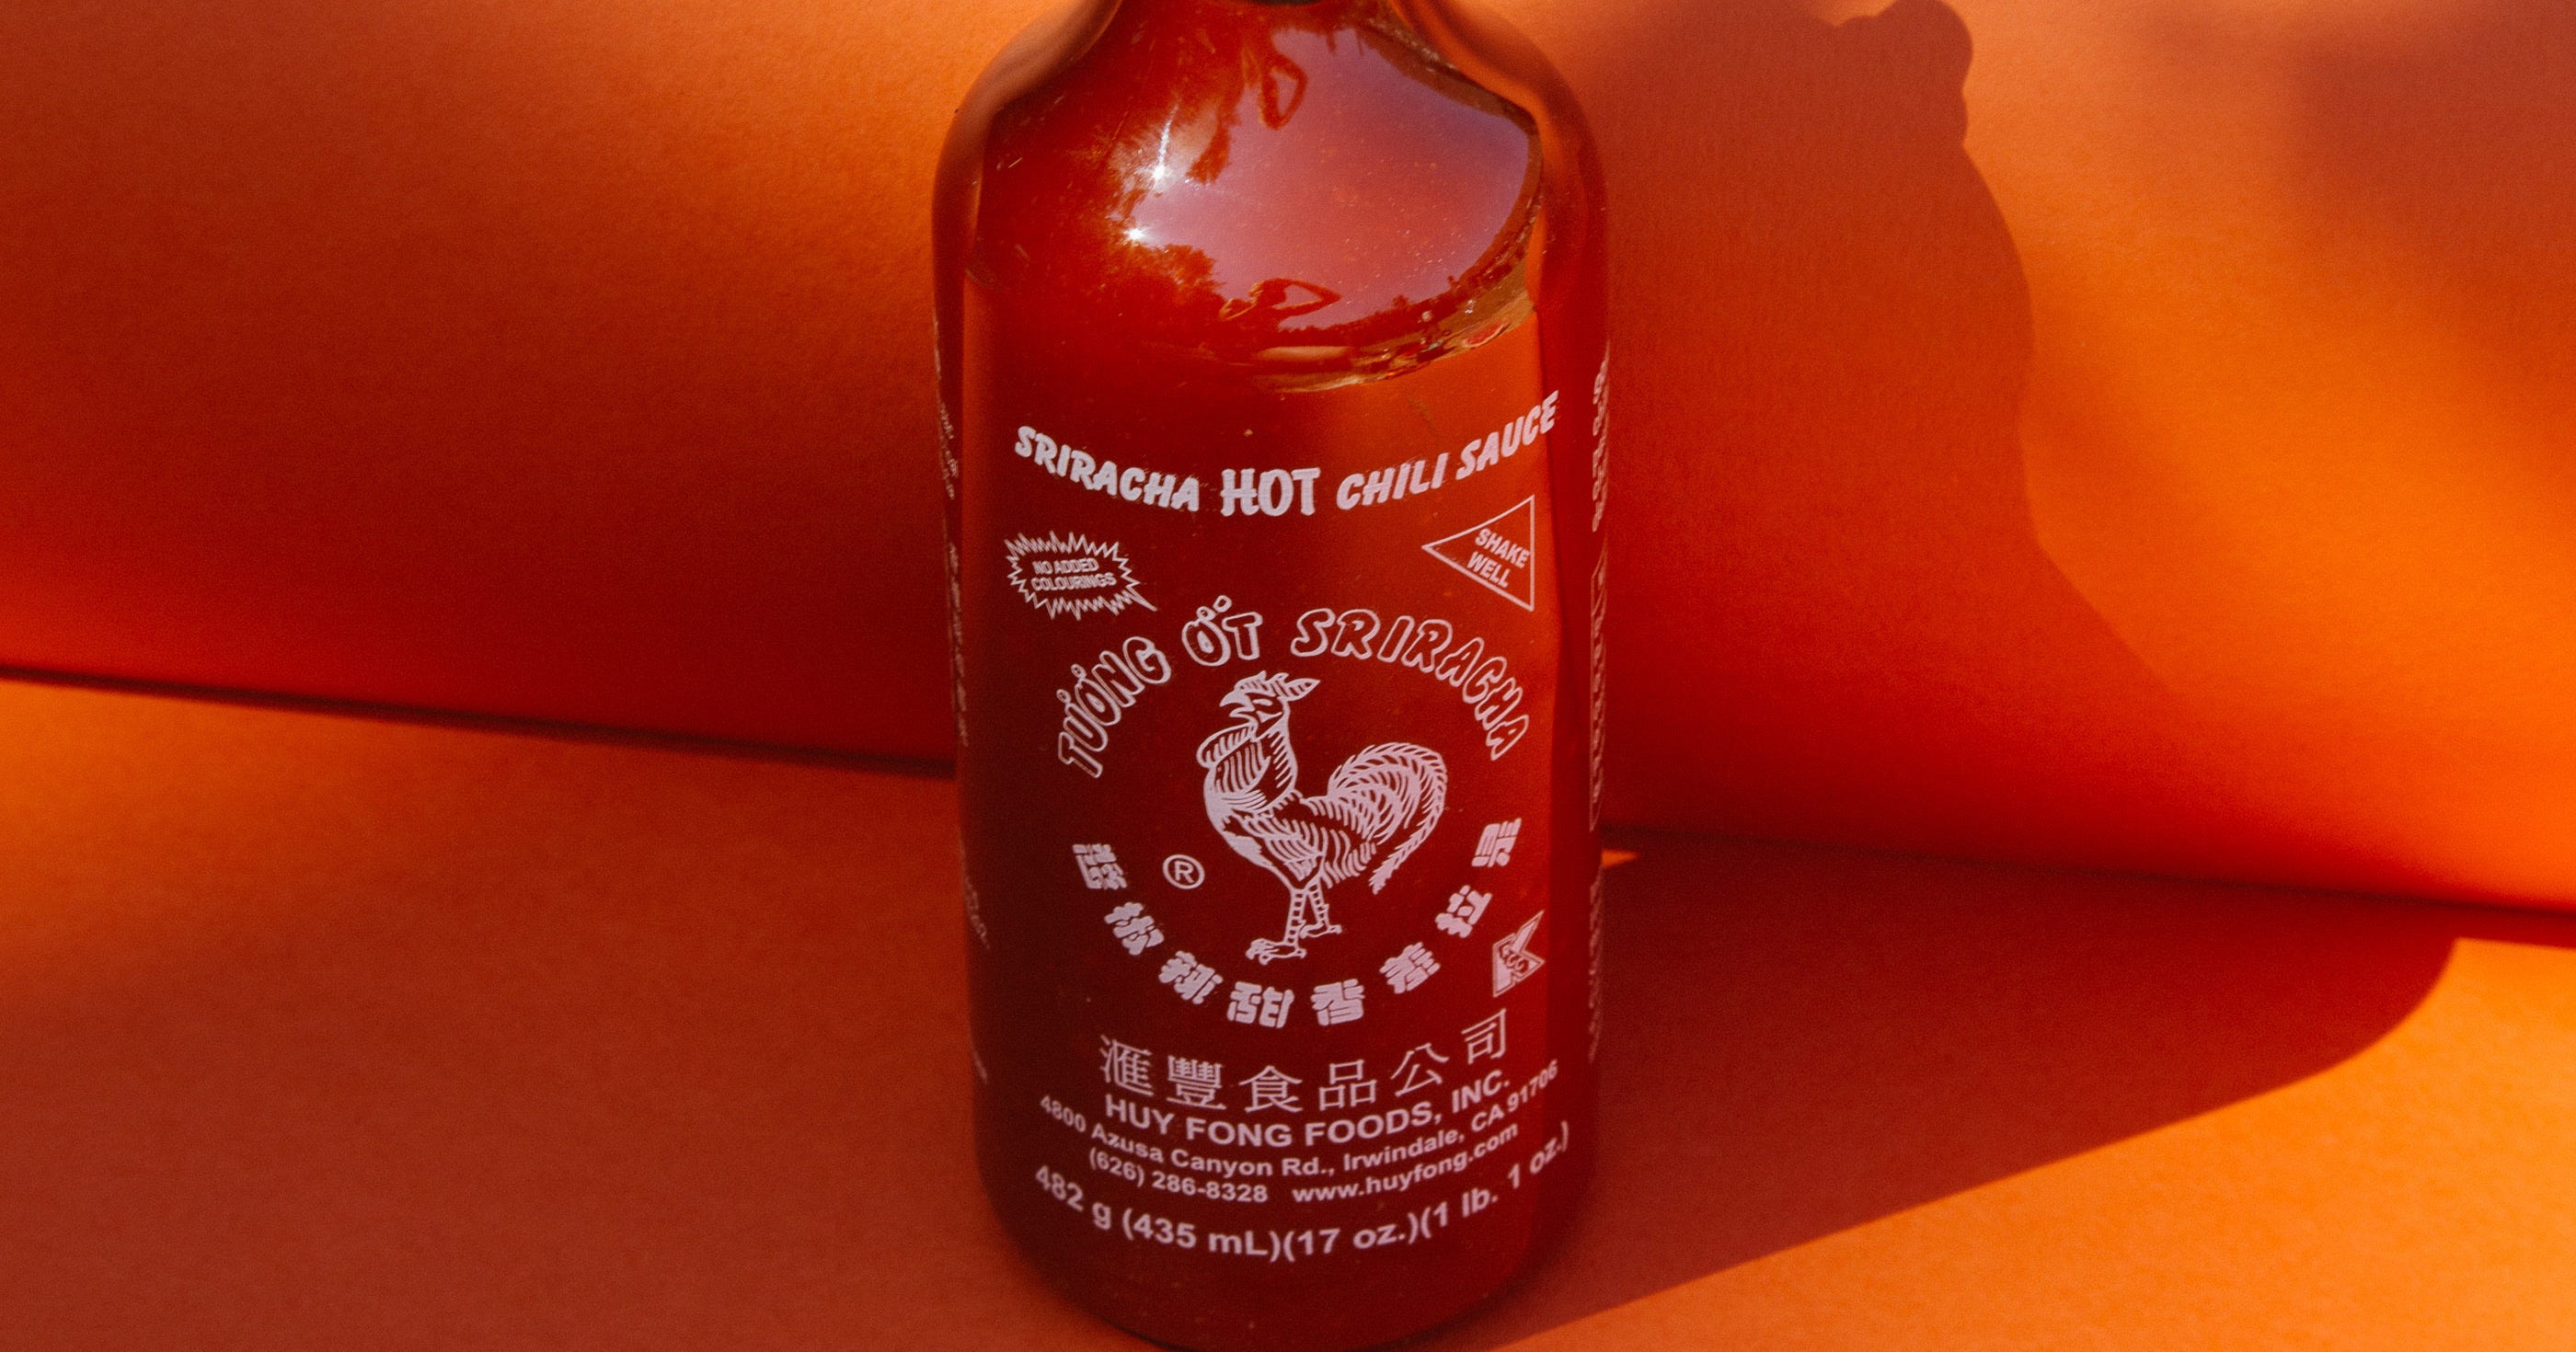 SRIRACHA HOT CHILI SAUCE
NO ADDED
COLOURINGS
SHAKE
WELL
TƯƠNG ỚT SRIRACHA
®
是拉差香甜辣椒醬
滙豐食品公司
HUY FONG FOODS, INC.
4800 Azusa Canyon Rd., Irwindale, CA 91706
(626) 286-8328 www.huyfong.com
482 g (435 mL)(17 oz.)(1 lb. 1 oz.)